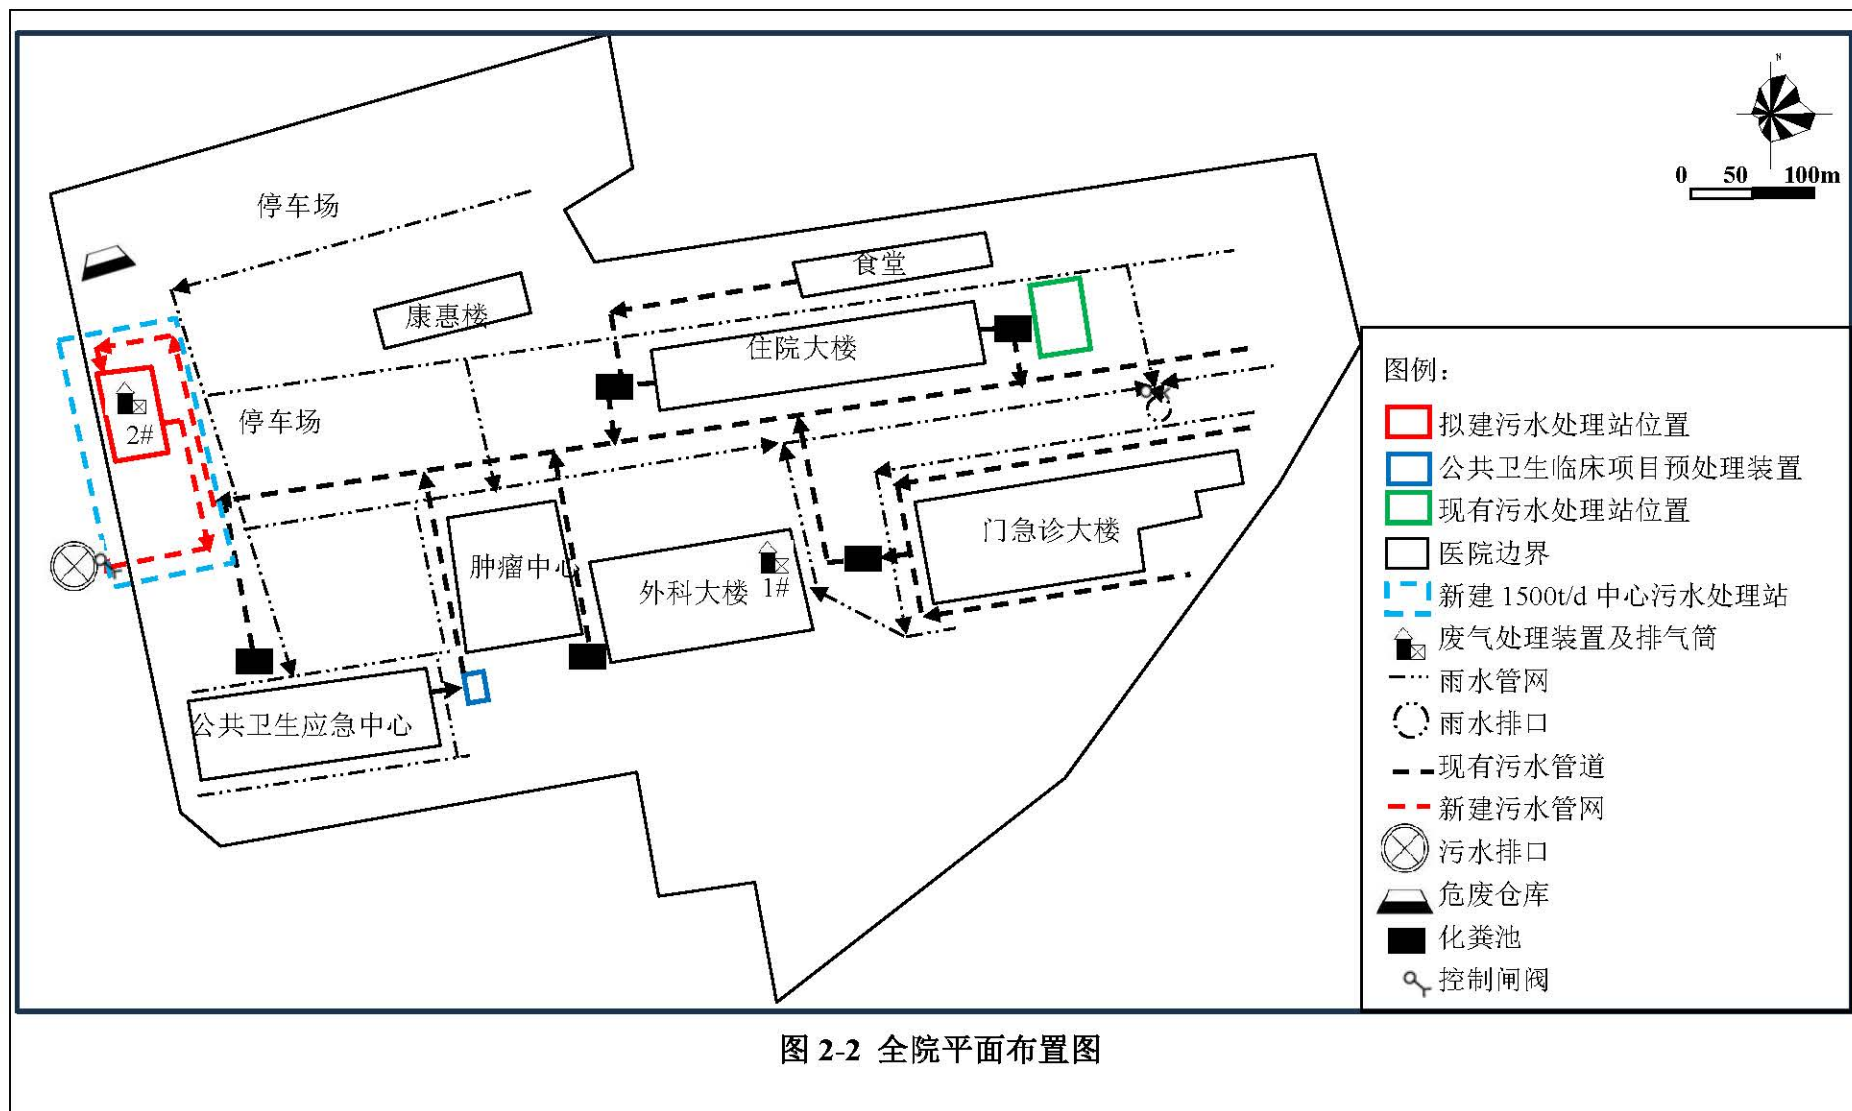 N
0 50 100m
停车场
食堂
康惠楼
住院大楼
停车场
2#
门急诊大楼
肿瘤中心
外科大楼
1#
公共卫生应急中心
图例：
拟建污水处理站位置
公共卫生临床项目预处理装置
现有污水处理站位置
医院边界
新建1500t/d中心污水处理站
废气处理装置及排气筒
雨水管网
雨水排口
现有污水管道
新建污水管网
污水排口
危废仓库
化粪池
控制闸阀
图 2-2 全院平面布置图